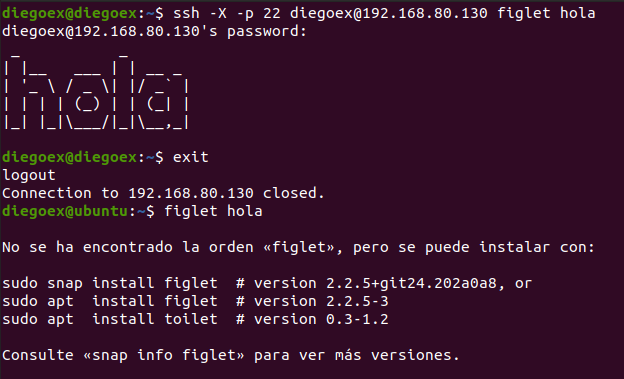 diegoex@diegoex:~$ ssh -X -p 22 diegoex@192.168.80.130 figlet hola
diegoex@192.168.80.130's password:
 _           _
| |__   ___ | | __ _
| '_ \ / _ \| |/ _` |
| | | | (_) | | (_| |
|_| |_|\___/|_|\__,_|

diegoex@diegoex:~$ exit
logout
Connection to 192.168.80.130 closed.
diegoex@ubuntu:~$ figlet hola

No se ha encontrado la orden «figlet», pero se puede instalar con:

sudo snap install figlet  # version 2.2.5+git24.202a0a8, or
sudo apt  install figlet  # version 2.2.5-3
sudo apt  install toilet  # version 0.3-1.2

Consulte «snap info figlet» para ver más versiones.